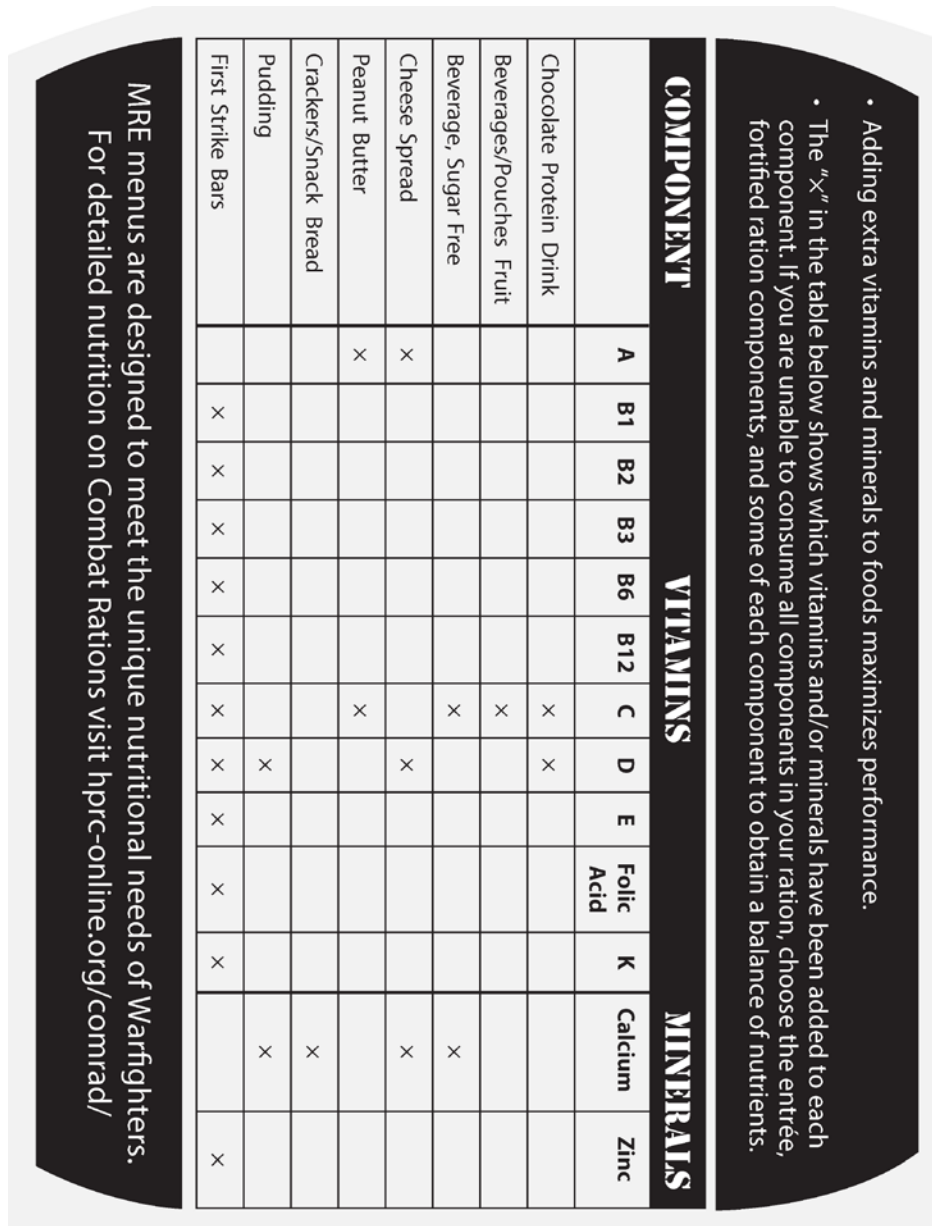 • Adding extra vitamins and minerals to foods maximizes performance.
• The “×” in the table below shows which vitamins and/or minerals have been added to each
component. If you are unable to consume all components in your ration, choose the entrée,
fortified ration components, and some of each component to obtain a balance of nutrients.
COMPONENT VITAMINS MINERALS
A B1 B2 B3 B6 B12 C D E Folic Acid K Calcium Zinc
Chocolate Protein Drink × ×
Beverages/Pouches Fruit ×
Beverage, Sugar Free × ×
Cheese Spread × × ×
Peanut Butter × ×
Crackers/Snack Bread ×
Pudding × ×
First Strike Bars × × × × × × × × × × ×
MRE menus are designed to meet the unique nutritional needs of Warfighters.
For detailed nutrition on Combat Rations visit hprc-online.org/comrad/